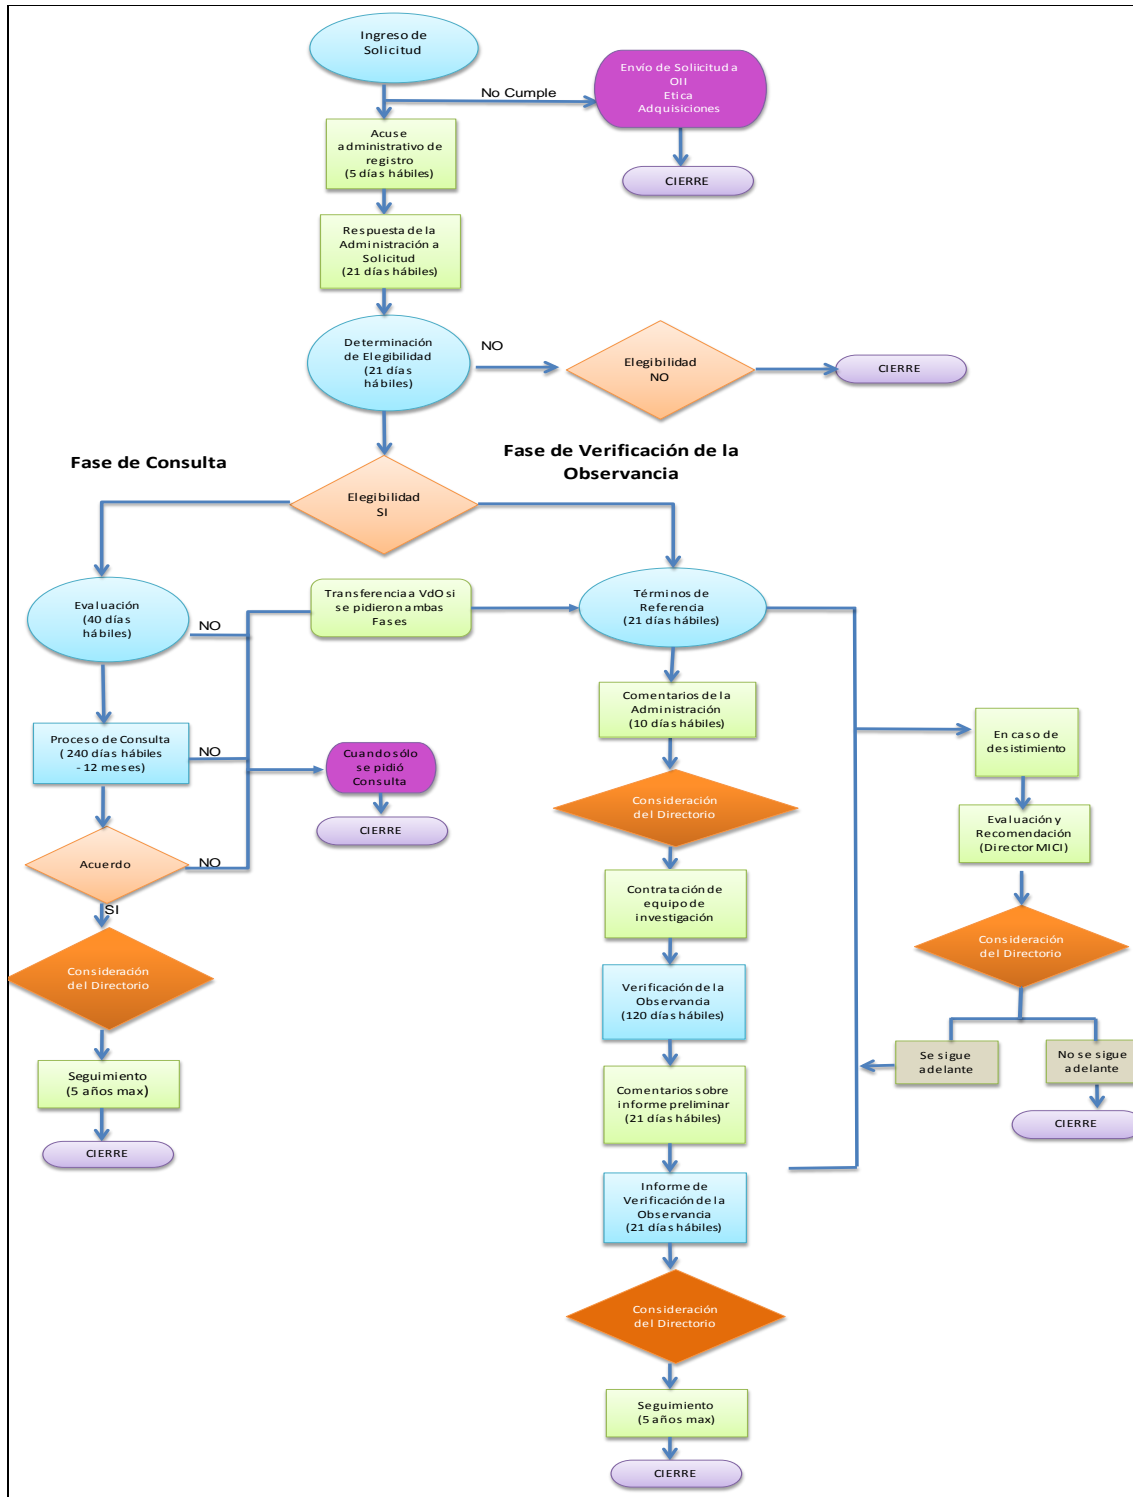 Ingreso de
Solicitud
No Cumple
Envío de Soliicitud a
OII
Etica
Adquisiciones
CIERRE
Acuse
administrativo de
registro
(5 días hábiles)
Respuesta de la
Administración a
Solicitud
(21 días hábiles)
Determinación
de Elegibilidad
(21 días
hábiles)
NO
Elegibilidad
NO
CIERRE
Fase de Consulta
Fase de Verificación de la
Observancia
Elegibilidad
SI
Evaluación
(40 días
hábiles)
NO
Transferencia a VdO si
se pidieron ambas
Fases
Términos de
Referencia
(21 días hábiles)
Proceso de Consulta
( 240 días hábiles
- 12 meses)
NO
Cuando sólo
se pidió
Consulta
CIERRE
Acuerdo
NO
SI
Consideración
del Directorio
Seguimiento
(5 años max)
CIERRE
Comentarios de la
Administración
(10 días hábiles)
Consideración
del Directorio
Contratación de
equipo de
investigación
Verificación de la
Observancia
(120 días hábiles)
Comentarios sobre
informe preliminar
(21 días hábiles)
Informe de
Verificación de la
Observancia
(21 días hábiles)
Consideración
del Directorio
Seguimiento
(5 años max)
CIERRE
En caso de
desistimiento
Evaluación y
Recomendación
(Director MICI)
Consideración
del Directorio
Se sigue
adelante
No se sigue
adelante
CIERRE